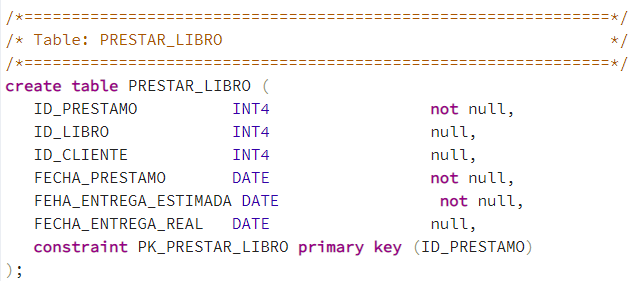 /*==============================================================*/
/* Table: PRESTAR_LIBRO                                         */
/*==============================================================*/
create table PRESTAR_LIBRO (
   ID_PRESTAMO          INT4                 not null,
   ID_LIBRO             INT4                 null,
   ID_CLIENTE           INT4                 null,
   FECHA_PRESTAMO       DATE                 not null,
   FEHA_ENTREGA_ESTIMADA DATE                 not null,
   FECHA_ENTREGA_REAL   DATE                 null,
   constraint PK_PRESTAR_LIBRO primary key (ID_PRESTAMO)
);